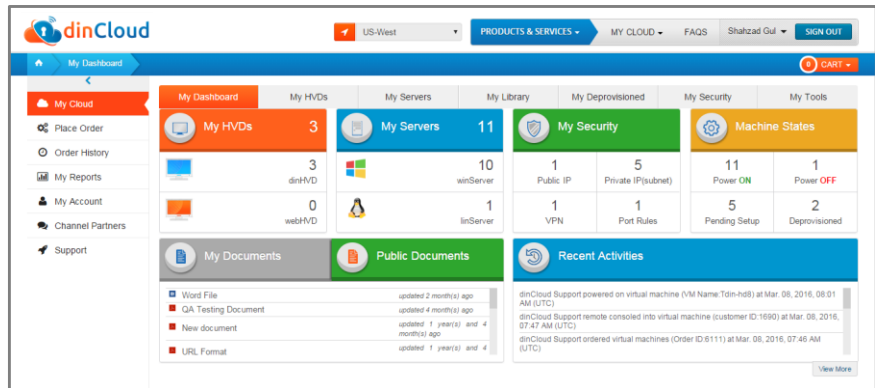 dinCloud
US-West
PRODUCTS & SERVICES
MY CLOUD
FAQS
Shahzad Gul
SIGN OUT
My Dashboard
0 CART
My Cloud
Place Order
Order History
My Reports
My Account
Channel Partners
Support
My Dashboard
My HVDs
My Servers
My Library
My Deprovisioned
My Security
My Tools
My HVDs 3
3
dinHVD
0
webHVD
My Servers 11
10
winServer
1
linServer
My Security
1
Public IP
5
Private IP(subnet)
1
VPN
1
Port Rules
Machine States
11
Power ON
1
Power OFF
5
Pending Setup
2
Deprovisioned
My Documents
Public Documents
Word File updated 2 month(s) ago
QA Testing Document updated 4 month(s) ago
New document updated 1 year(s) and 4
month(s) ago
URL Format updated 1 year(s) and 4
Recent Activities
dinCloud Support powered on virtual machine (VM Name:Tdin-hd8) at Mar. 08, 2016, 08:01
AM (UTC)
dinCloud Support remote consoled into virtual machine (customer ID:1690) at Mar. 08, 2016,
07:47 AM (UTC)
dinCloud Support ordered virtual machines (Order ID:6111) at Mar. 08, 2016, 07:46 AM
(UTC)
View More